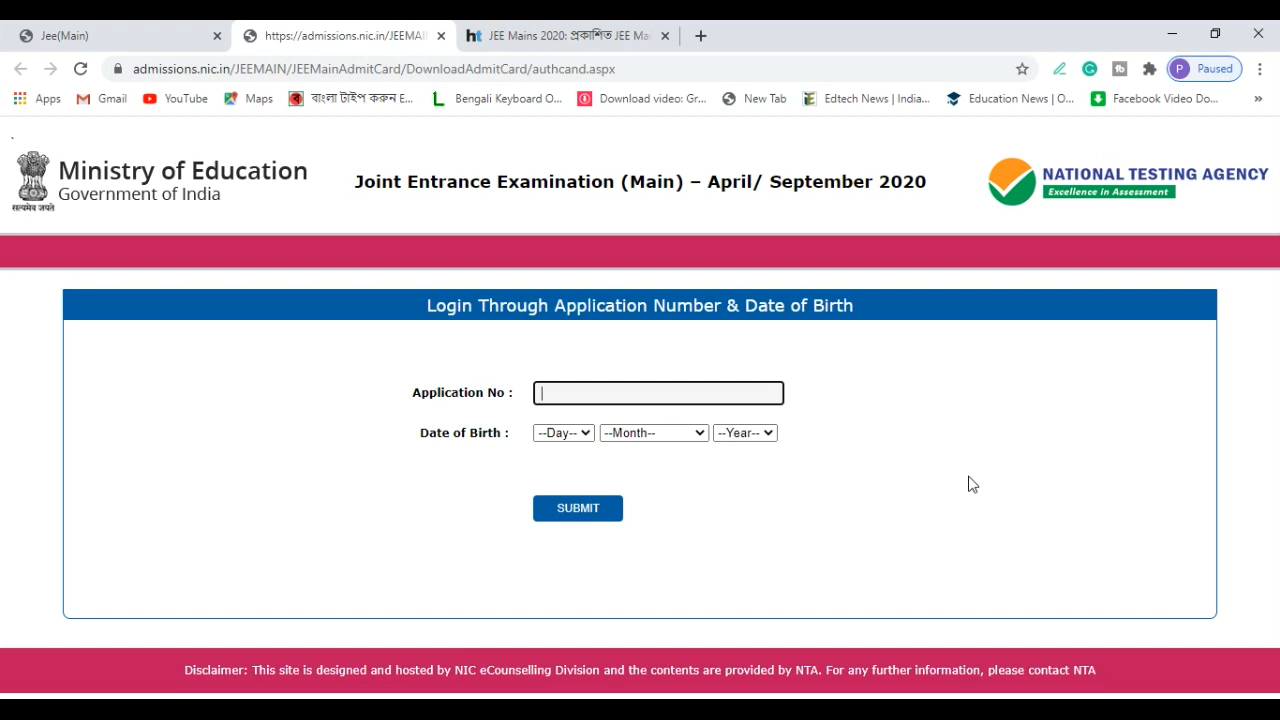 Jee(Main)
https://admissions.nic.in/JEEMAI
JEE Mains 2020: প্রকাশিত JEE Ma
admissions.nic.in/JEEMAIN/JEEMainAdmitCard/DownloadAdmitCard/authcand.aspx
P Paused
Apps
Gmail
YouTube
Maps
বাংলা টাইপ করুন E...
Bengali Keyboard O...
Download video: Gr...
New Tab
Edtech News | India...
Education News | O...
Facebook Video Do...
»
सत्यमेव जयते
Ministry of Education
Government of India
Joint Entrance Examination (Main) – April/ September 2020
NATIONAL TESTING AGENCY
Excellence in Assessment
Login Through Application Number & Date of Birth
Application No :
Date of Birth : --Day-- --Month-- --Year--
SUBMIT
Disclaimer: This site is designed and hosted by NIC eCounselling Division and the contents are provided by NTA. For any further information, please contact NTA